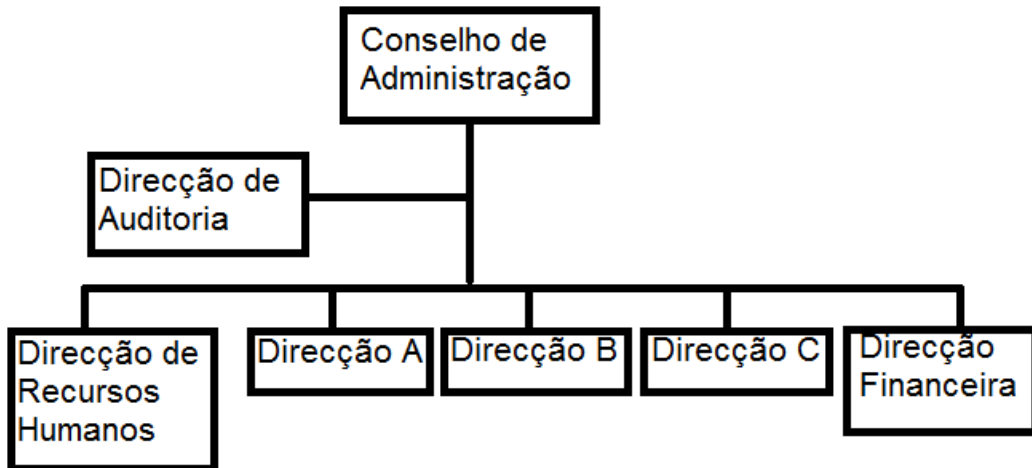 Conselho de
Administração
Direcção de
Auditoria
Direcção de
Recursos
Humanos
Direcção A
Direcção B
Direcção C
Direcção
Financeira